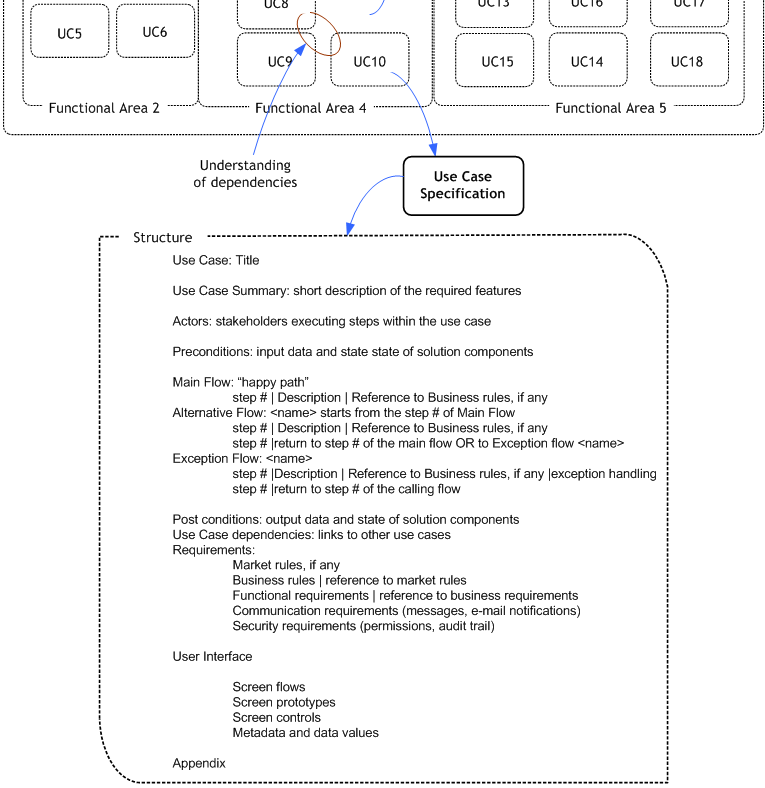 UC8
UC13
UC16
UC17
UC5
UC6
UC9
UC10
UC15
UC14
UC18
Functional Area 2
Functional Area 4
Functional Area 5
Understanding
of dependencies
Use Case
Specification
Structure
Use Case: Title
Use Case Summary: short description of the required features
Actors: stakeholders executing steps within the use case
Preconditions: input data and state state of solution components
Main Flow: “happy path”
step # | Description | Reference to Business rules, if any
Alternative Flow: <name> starts from the step # of Main Flow
step # | Description | Reference to Business rules, if any
step # |return to step # of the main flow OR to Exception flow <name>
Exception Flow: <name>
step # |Description | Reference to Business rules, if any |exception handling
step # |return to step # of the calling flow
Post conditions: output data and state of solution components
Use Case dependencies: links to other use cases
Requirements:
Market rules, if any
Business rules | reference to market rules
Functional requirements | reference to business requirements
Communication requirements (messages, e-mail notifications)
Security requirements (permissions, audit trail)
User Interface
Screen flows
Screen prototypes
Screen controls
Metadata and data values
Appendix